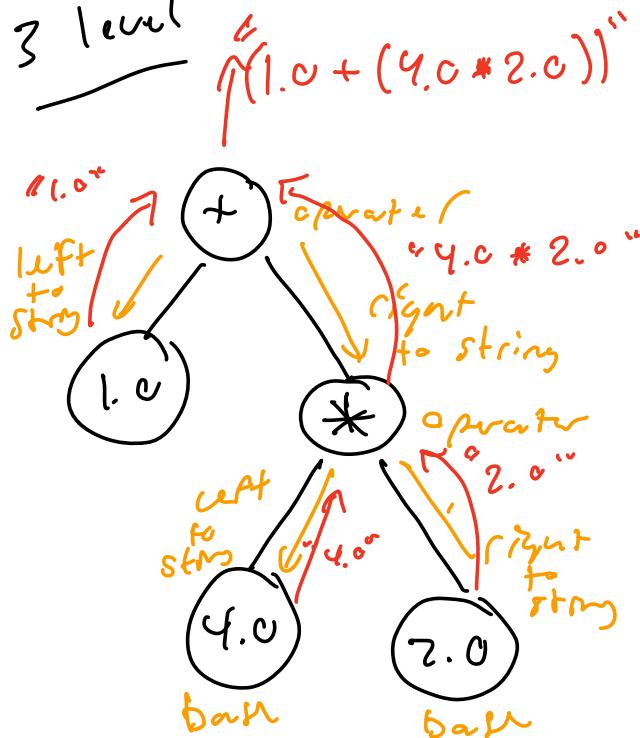 3 level
"(1.0 + (4.0 * 2.0))"
"1.0"
+
operater
left
to
string
"4.0 * 2.0"
right
to string
1.0
*
operater
left
to
string
"4.0"
"2.0"
right
to
string
4.0
2.0
base
base